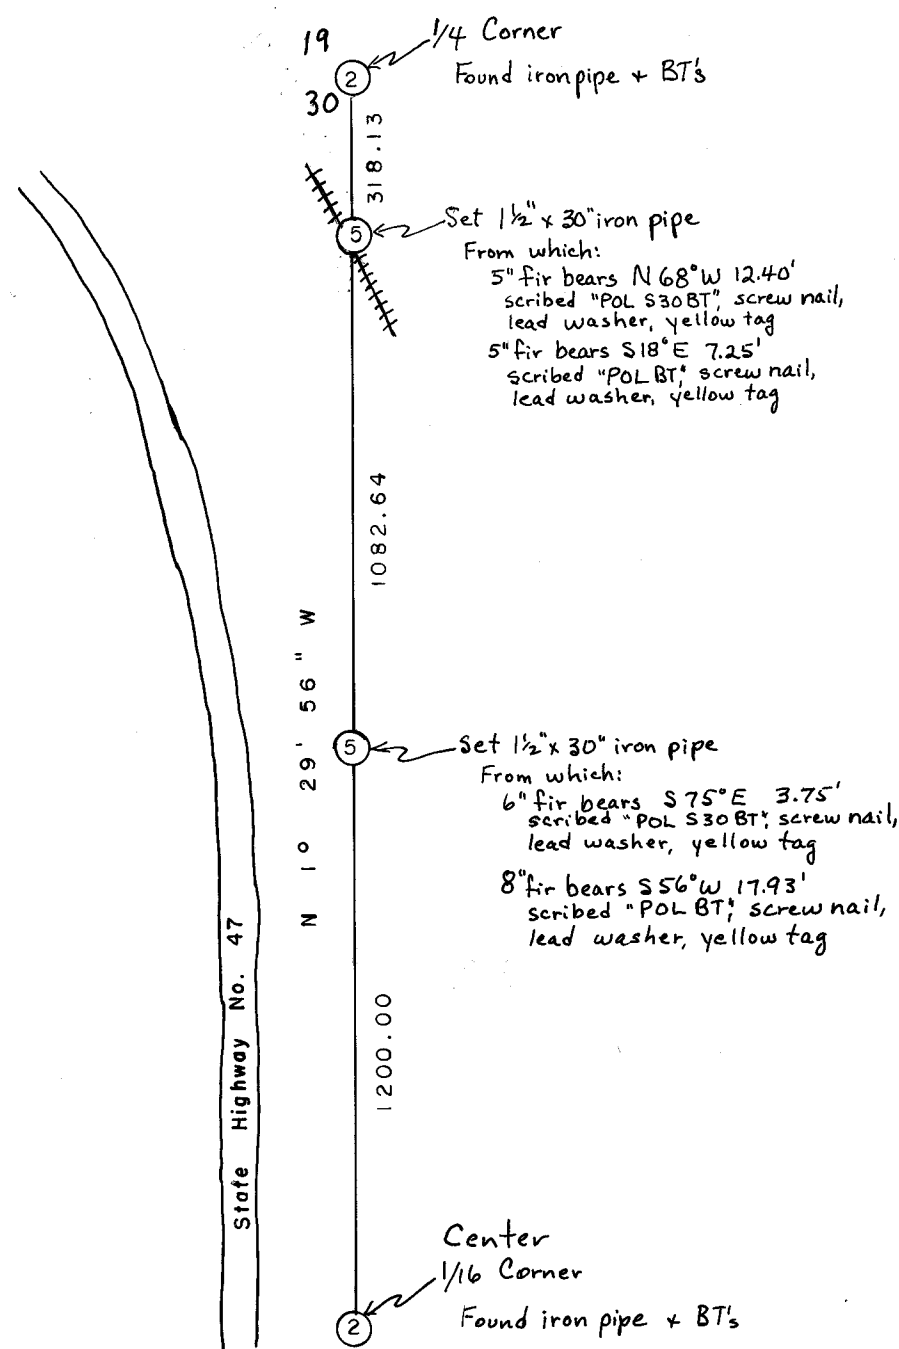 19
1/4 Corner
2
Found iron pipe + BT's
30
318.13
5
Set 1½" x 30" iron pipe
From which:
5" fir bears N 68° W 12.40'
scribed "POL S30 BT", screw nail,
lead washer, yellow tag
5" fir bears S 18° E 7.25'
scribed "POL BT", screw nail,
lead washer, yellow tag
1082.64
N 1° 29' 56" W
5
Set 1½" x 30" iron pipe
From which:
6" fir bears S 75° E 3.75'
scribed "POL S30 BT", screw nail,
lead washer, yellow tag
8" fir bears S 56° W 17.93'
scribed "POL BT", screw nail,
lead washer, yellow tag
State Highway No. 47
1200.00
Center
1/16 Corner
2
Found iron pipe + BT's